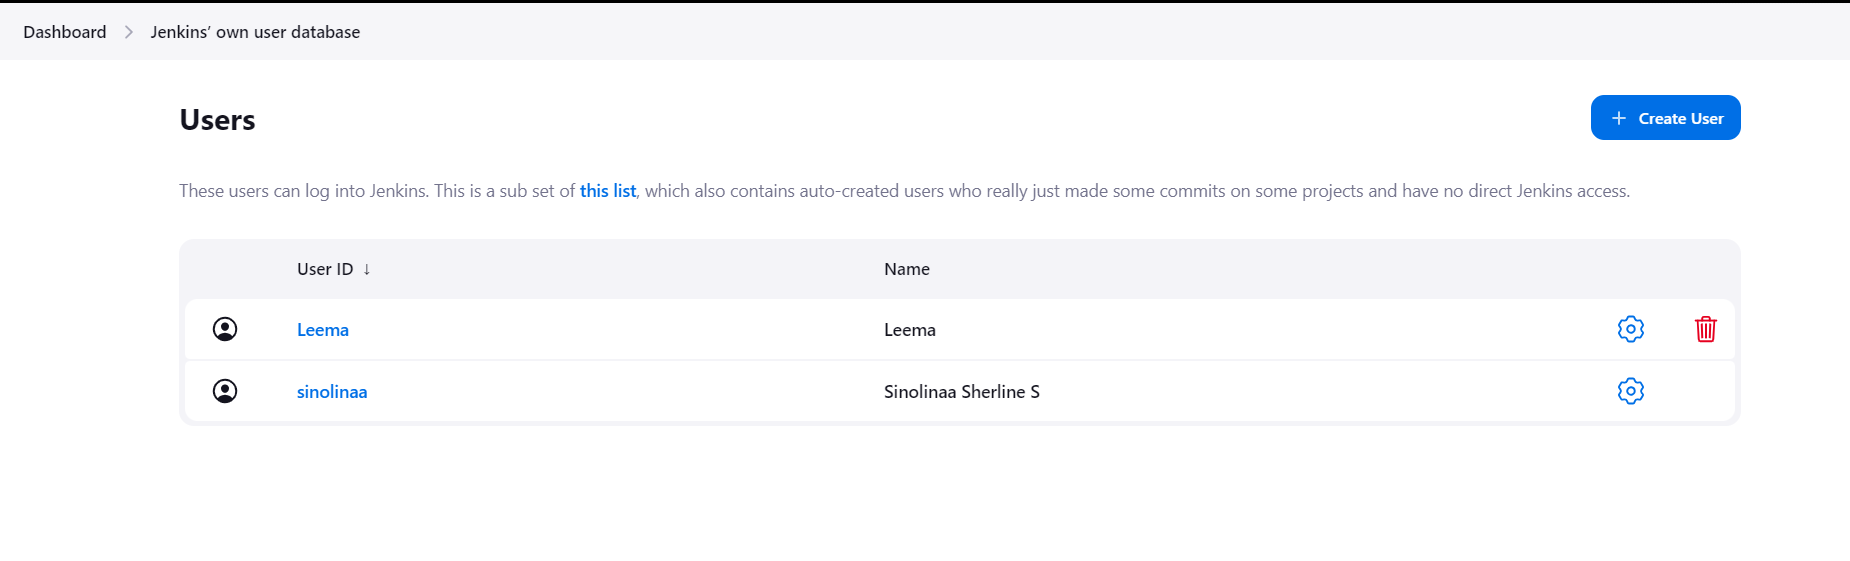 Dashboard > Jenkins’ own user database
Users
+ Create User
These users can log into Jenkins. This is a sub set of this list, which also contains auto-created users who really just made some commits on some projects and have no direct Jenkins access.
User ID ↓ Name
Leema Leema
sinolinaa Sinolinaa Sherline S